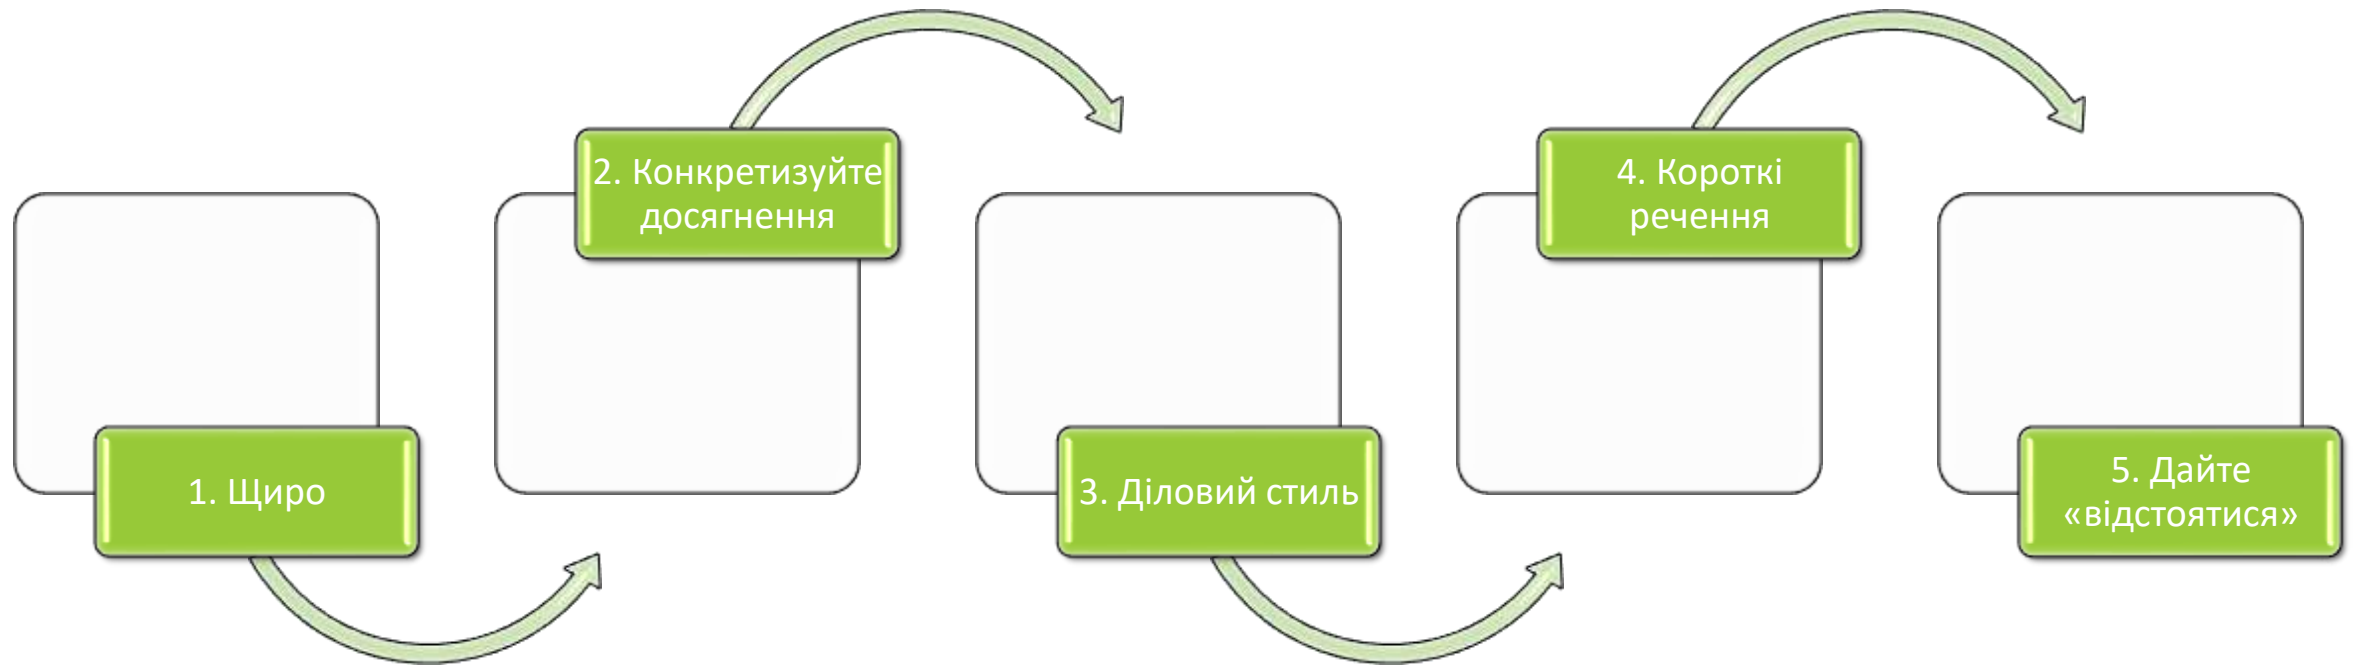 1. Щиро
2. Конкретизуйте
досягнення
3. Діловий стиль
4. Короткі
речення
5. Дайте
«відстоятися»